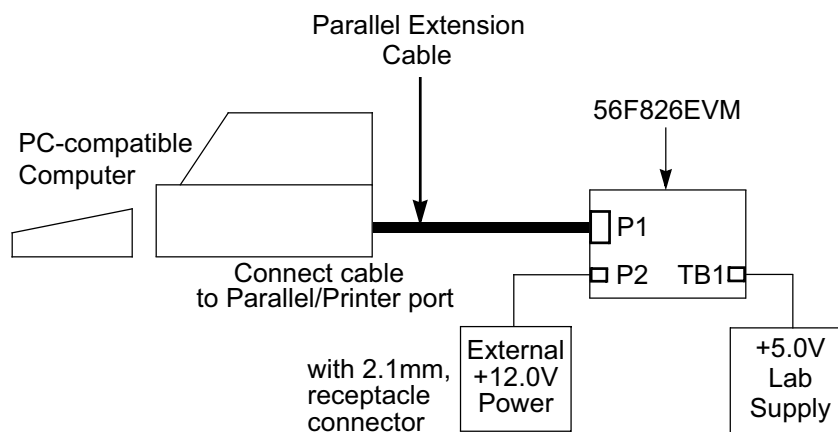 Parallel Extension
Cable
56F826EVM
PC-compatible
Computer
P1
Connect cable
to Parallel/Printer port
P2
TB1
with 2.1mm,
receptacle
connector
External
+12.0V
Power
+5.0V
Lab
Supply